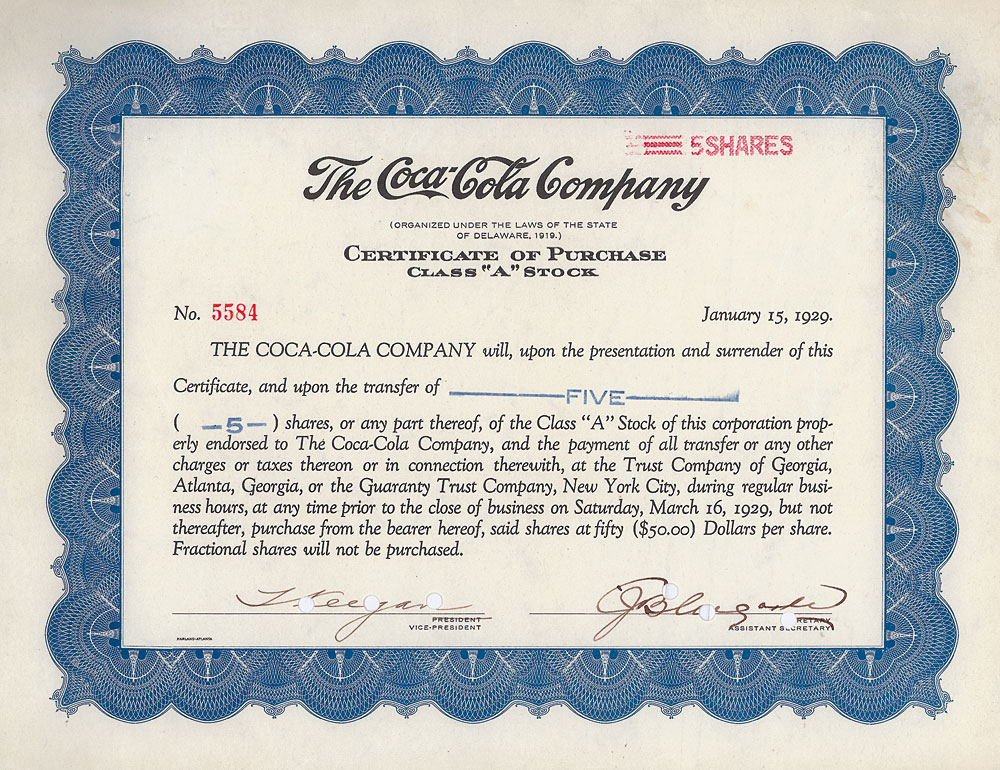 5SHARES
The Coca-Cola Company
(ORGANIZED UNDER THE LAWS OF THE STATE
OF DELAWARE, 1919.)
CERTIFICATE OF PURCHASE
CLASS "A" STOCK
No. 5584 January 15, 1929.
THE COCA-COLA COMPANY will, upon the presentation and surrender of this
Certificate, and upon the transfer of FIVE
( —5— ) shares, or any part thereof, of the Class "A" Stock of this corporation prop-
erly endorsed to The Coca-Cola Company, and the payment of all transfer or any other
charges or taxes thereon or in connection therewith, at the Trust Company of Georgia,
Atlanta, Georgia, or the Guaranty Trust Company, New York City, during regular busi-
ness hours, at any time prior to the close of business on Saturday, March 16, 1929, but not
thereafter, purchase from the bearer hereof, said shares at fifty ($50.00) Dollars per share.
Fractional shares will not be purchased.
Keegan
PRESIDENT
VICE-PRESIDENT
ASSISTANT SECRETARY
HARLAND-ATLANTA